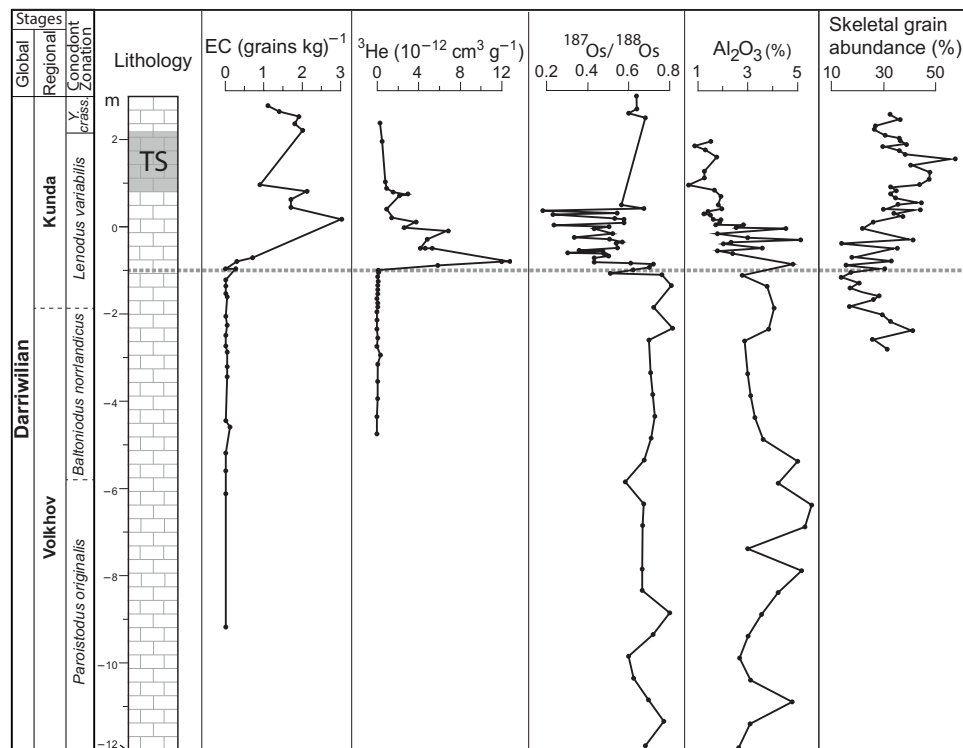 Stages
Global
Regional
Conodont
Zonation
Lithology
EC (grains kg)⁻¹
0 1 2 3
³He (10⁻¹² cm³ g⁻¹)
0 4 8 12
¹⁸⁷Os/¹⁸⁸Os
0.2 0.4 0.6 0.8
Al₂O₃ (%)
1 3 5
Skeletal grain
abundance (%)
10 30 50
Darriwilian
Kunda
Volkhov
Y.
crass.
Lenodus variabilis
Baltoniodus norrlandicus
Paroistodus originalis
m
2
TS
0
−2
−4
−6
−8
−10
−12